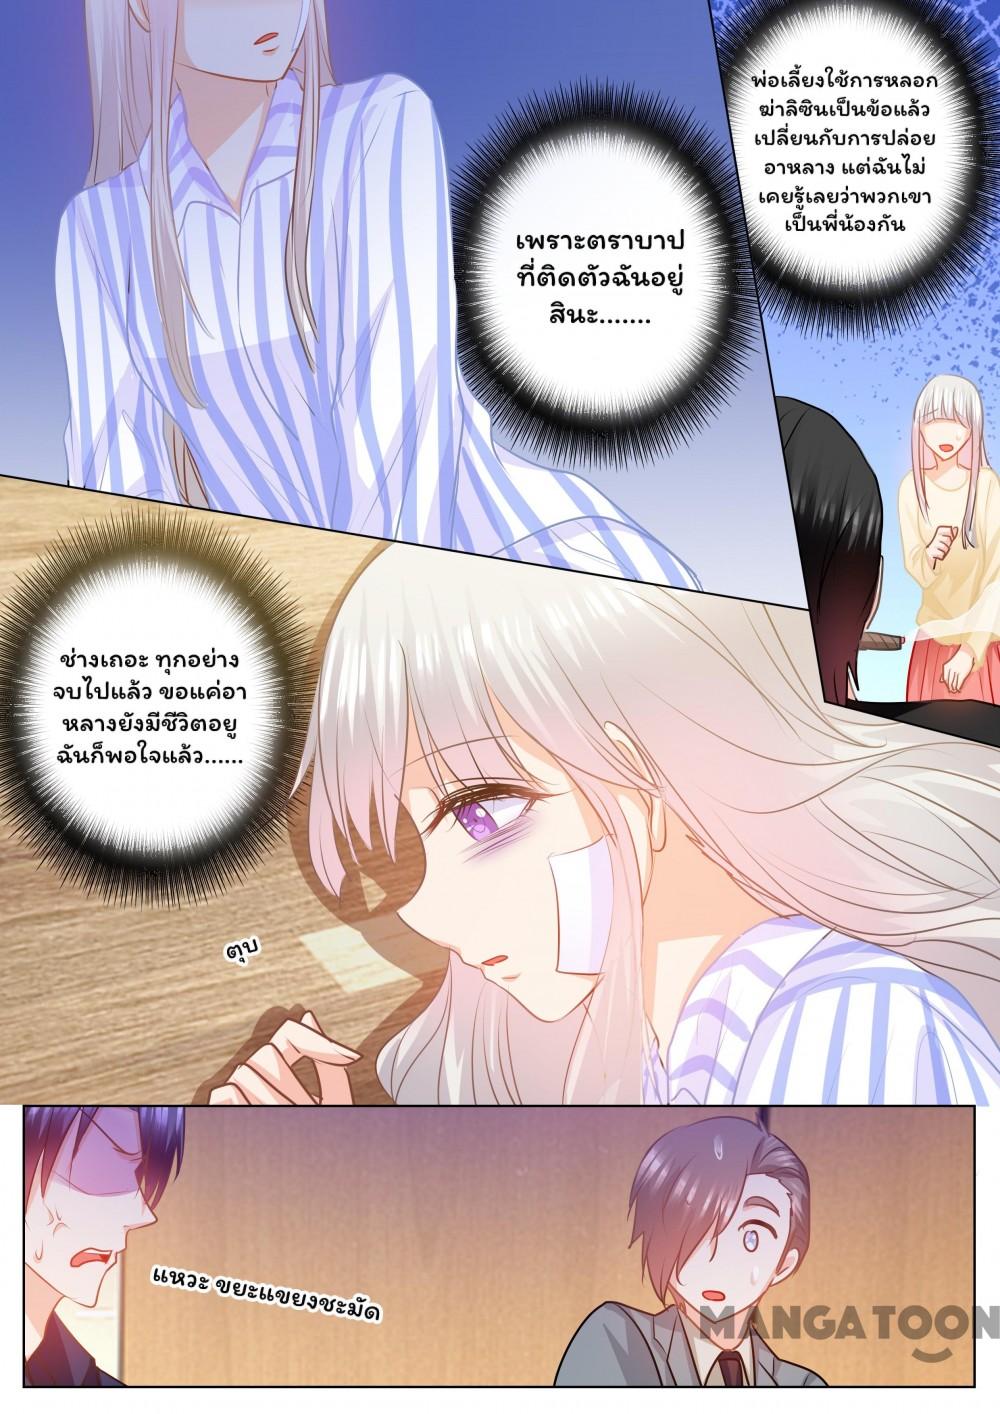 พ่อเลี้ยงใช้การหลอก
ฆ่าลิซินเป็นข้อแล้ว
เปลี่ยนกับการปล่อย
อาหลาง แต่ฉันไม่
เคยรู้เลยว่าพวกเขา
เป็นพี่น้องกัน
เพราะตราบาป
ที่ติดตัวฉันอยู่
สินะ.......
ช่างเถอะ ทุกอย่าง
จบไปแล้ว ขอแค่อา
หลางยังมีชีวิตอยู
ฉันก็พอใจแล้ว......
ตุบ
แหวะ ขยะแขยงชะมัด
MANGATOON